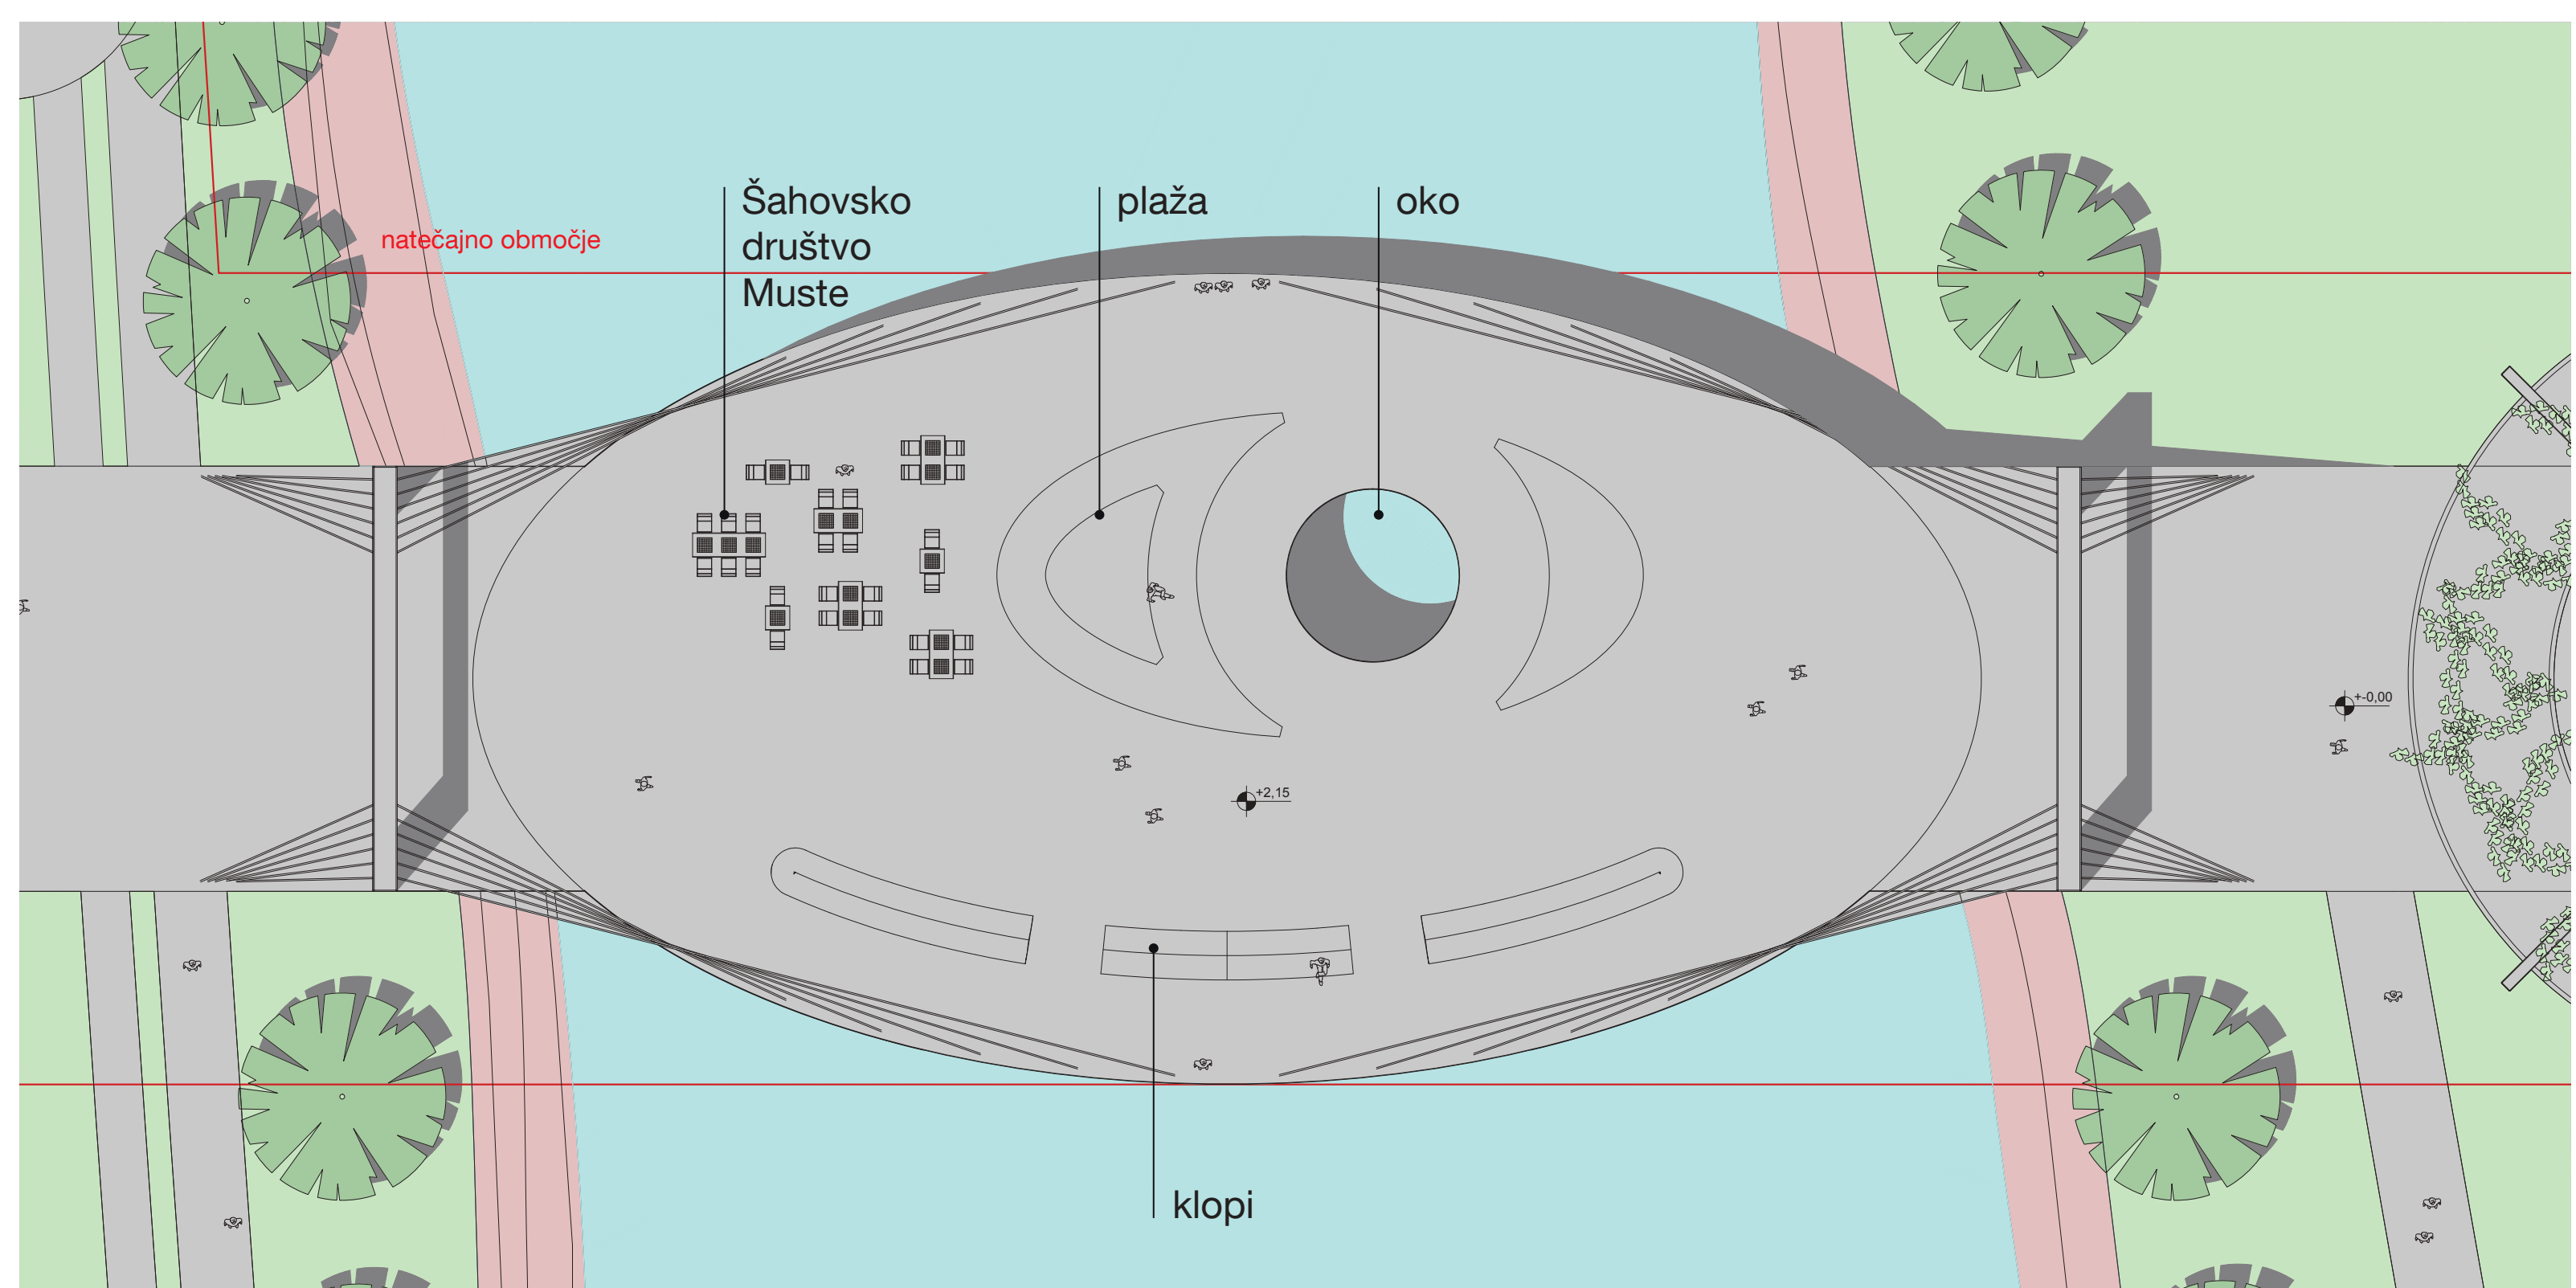 Šahovsko
društvo
Muste
plaža
oko
natečajno območje
+-0,00
+2,15
klopi